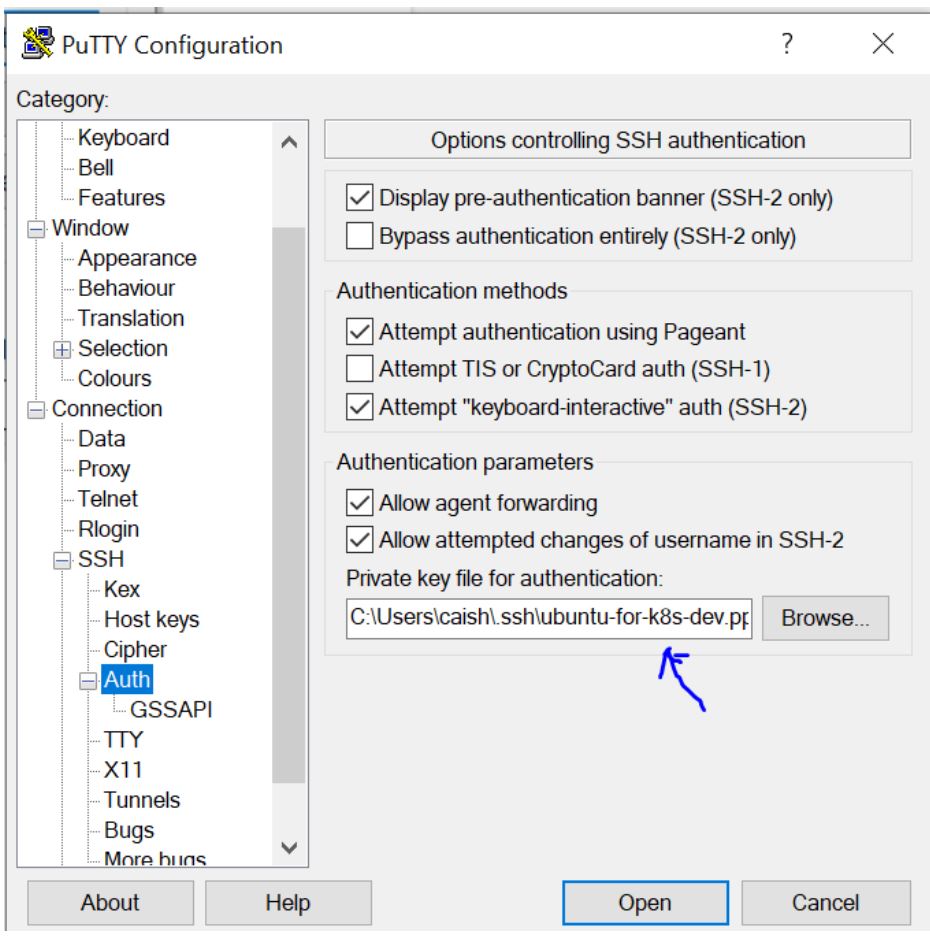 PuTTY Configuration
?
Category:
Keyboard
Bell
Features
Window
Appearance
Behaviour
Translation
Selection
Colours
Connection
Data
Proxy
Telnet
Rlogin
SSH
Kex
Host keys
Cipher
Auth
GSSAPI
TTY
X11
Tunnels
Bugs
More bugs
Options controlling SSH authentication
Display pre-authentication banner (SSH-2 only)
Bypass authentication entirely (SSH-2 only)
Authentication methods
Attempt authentication using Pageant
Attempt TIS or CryptoCard auth (SSH-1)
Attempt "keyboard-interactive" auth (SSH-2)
Authentication parameters
Allow agent forwarding
Allow attempted changes of username in SSH-2
Private key file for authentication:
C:\Users\caish\.ssh\ubuntu-for-k8s-dev.pp
Browse...
About
Help
Open
Cancel